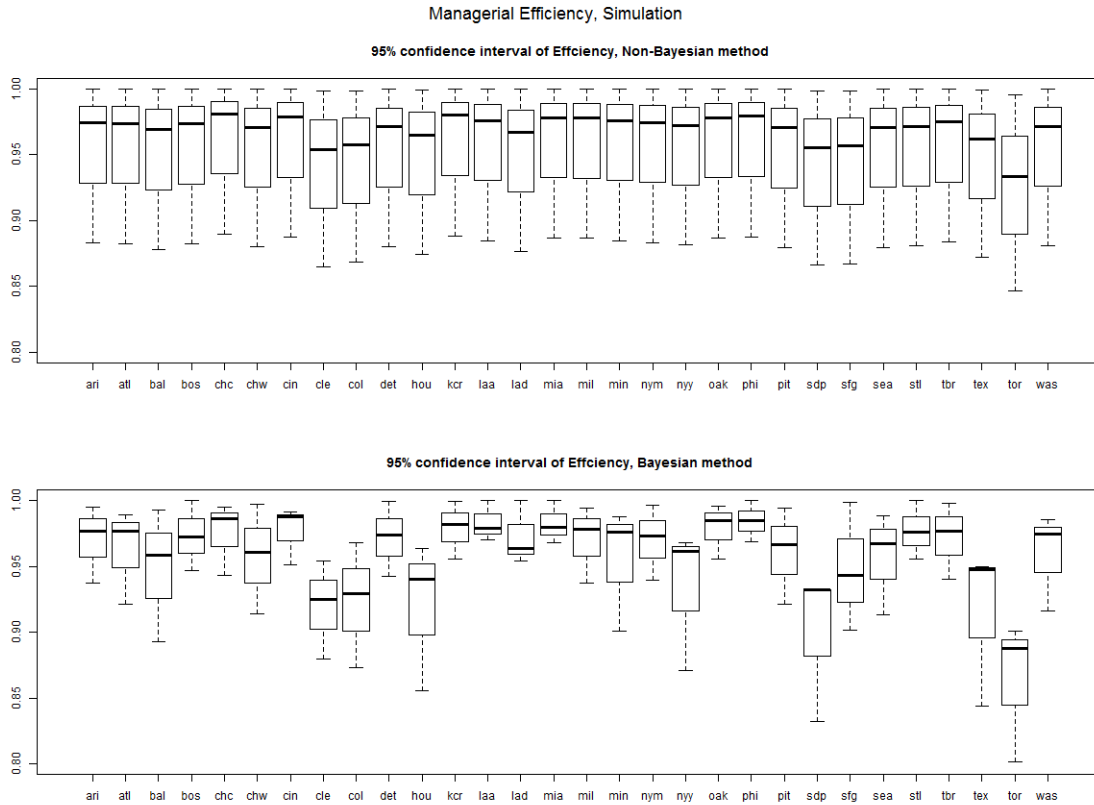 Managerial Efficiency, Simulation
95% confidence interval of Effciency, Non-Bayesian method
1.00
0.95
0.90
0.85
0.80
ari atl bal bos chc chw cin cle col det hou kcr laa lad mia mil min nym nyy oak phi pit sdp sfg sea stl tbr tex tor was
95% confidence interval of Effciency, Bayesian method
1.00
0.95
0.90
0.85
0.80
ari atl bal bos chc chw cin cle col det hou kcr laa lad mia mil min nym nyy oak phi pit sdp sfg sea stl tbr tex tor was